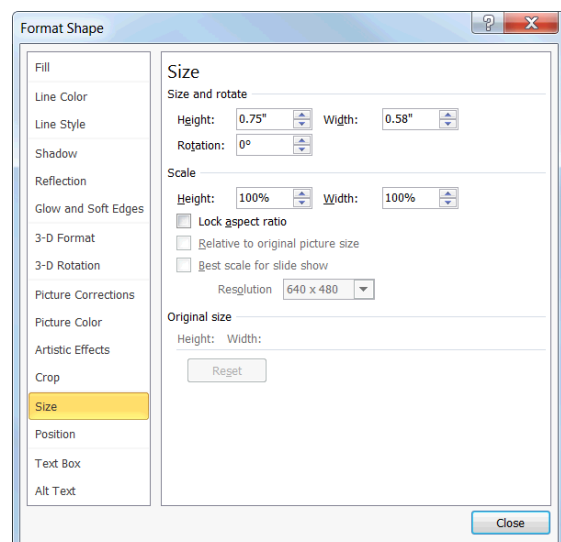 Format Shape
Fill
Line Color
Line Style
Shadow
Reflection
Glow and Soft Edges
3-D Format
3-D Rotation
Picture Corrections
Picture Color
Artistic Effects
Crop
Size
Position
Text Box
Alt Text
Size
Size and rotate
Height: 0.75" Width: 0.58"
Rotation: 0°
Scale
Height: 100% Width: 100%
Lock aspect ratio
Relative to original picture size
Best scale for slide show
Resolution 640 x 480
Original size
Height: Width:
Reset
Close